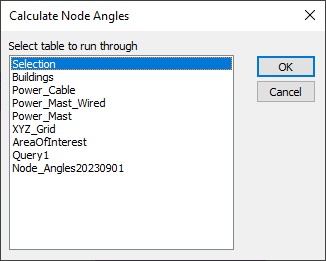 Calculate Node Angles
Select table to run through
Selection
Buildings
Power_Cable
Power_Mast_Wired
Power_Mast
XYZ_Grid
AreaOfInterest
Query1
Node_Angles20230901
OK
Cancel